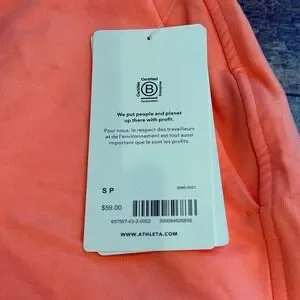 Certified
B
Corporation
We put people and planet
up there with profit.
Pour nous, le respect des travailleurs
et de l'environnement est tout aussi
important que le sont les profits.
S P
$59.00
WWW.ATHLETA.COM